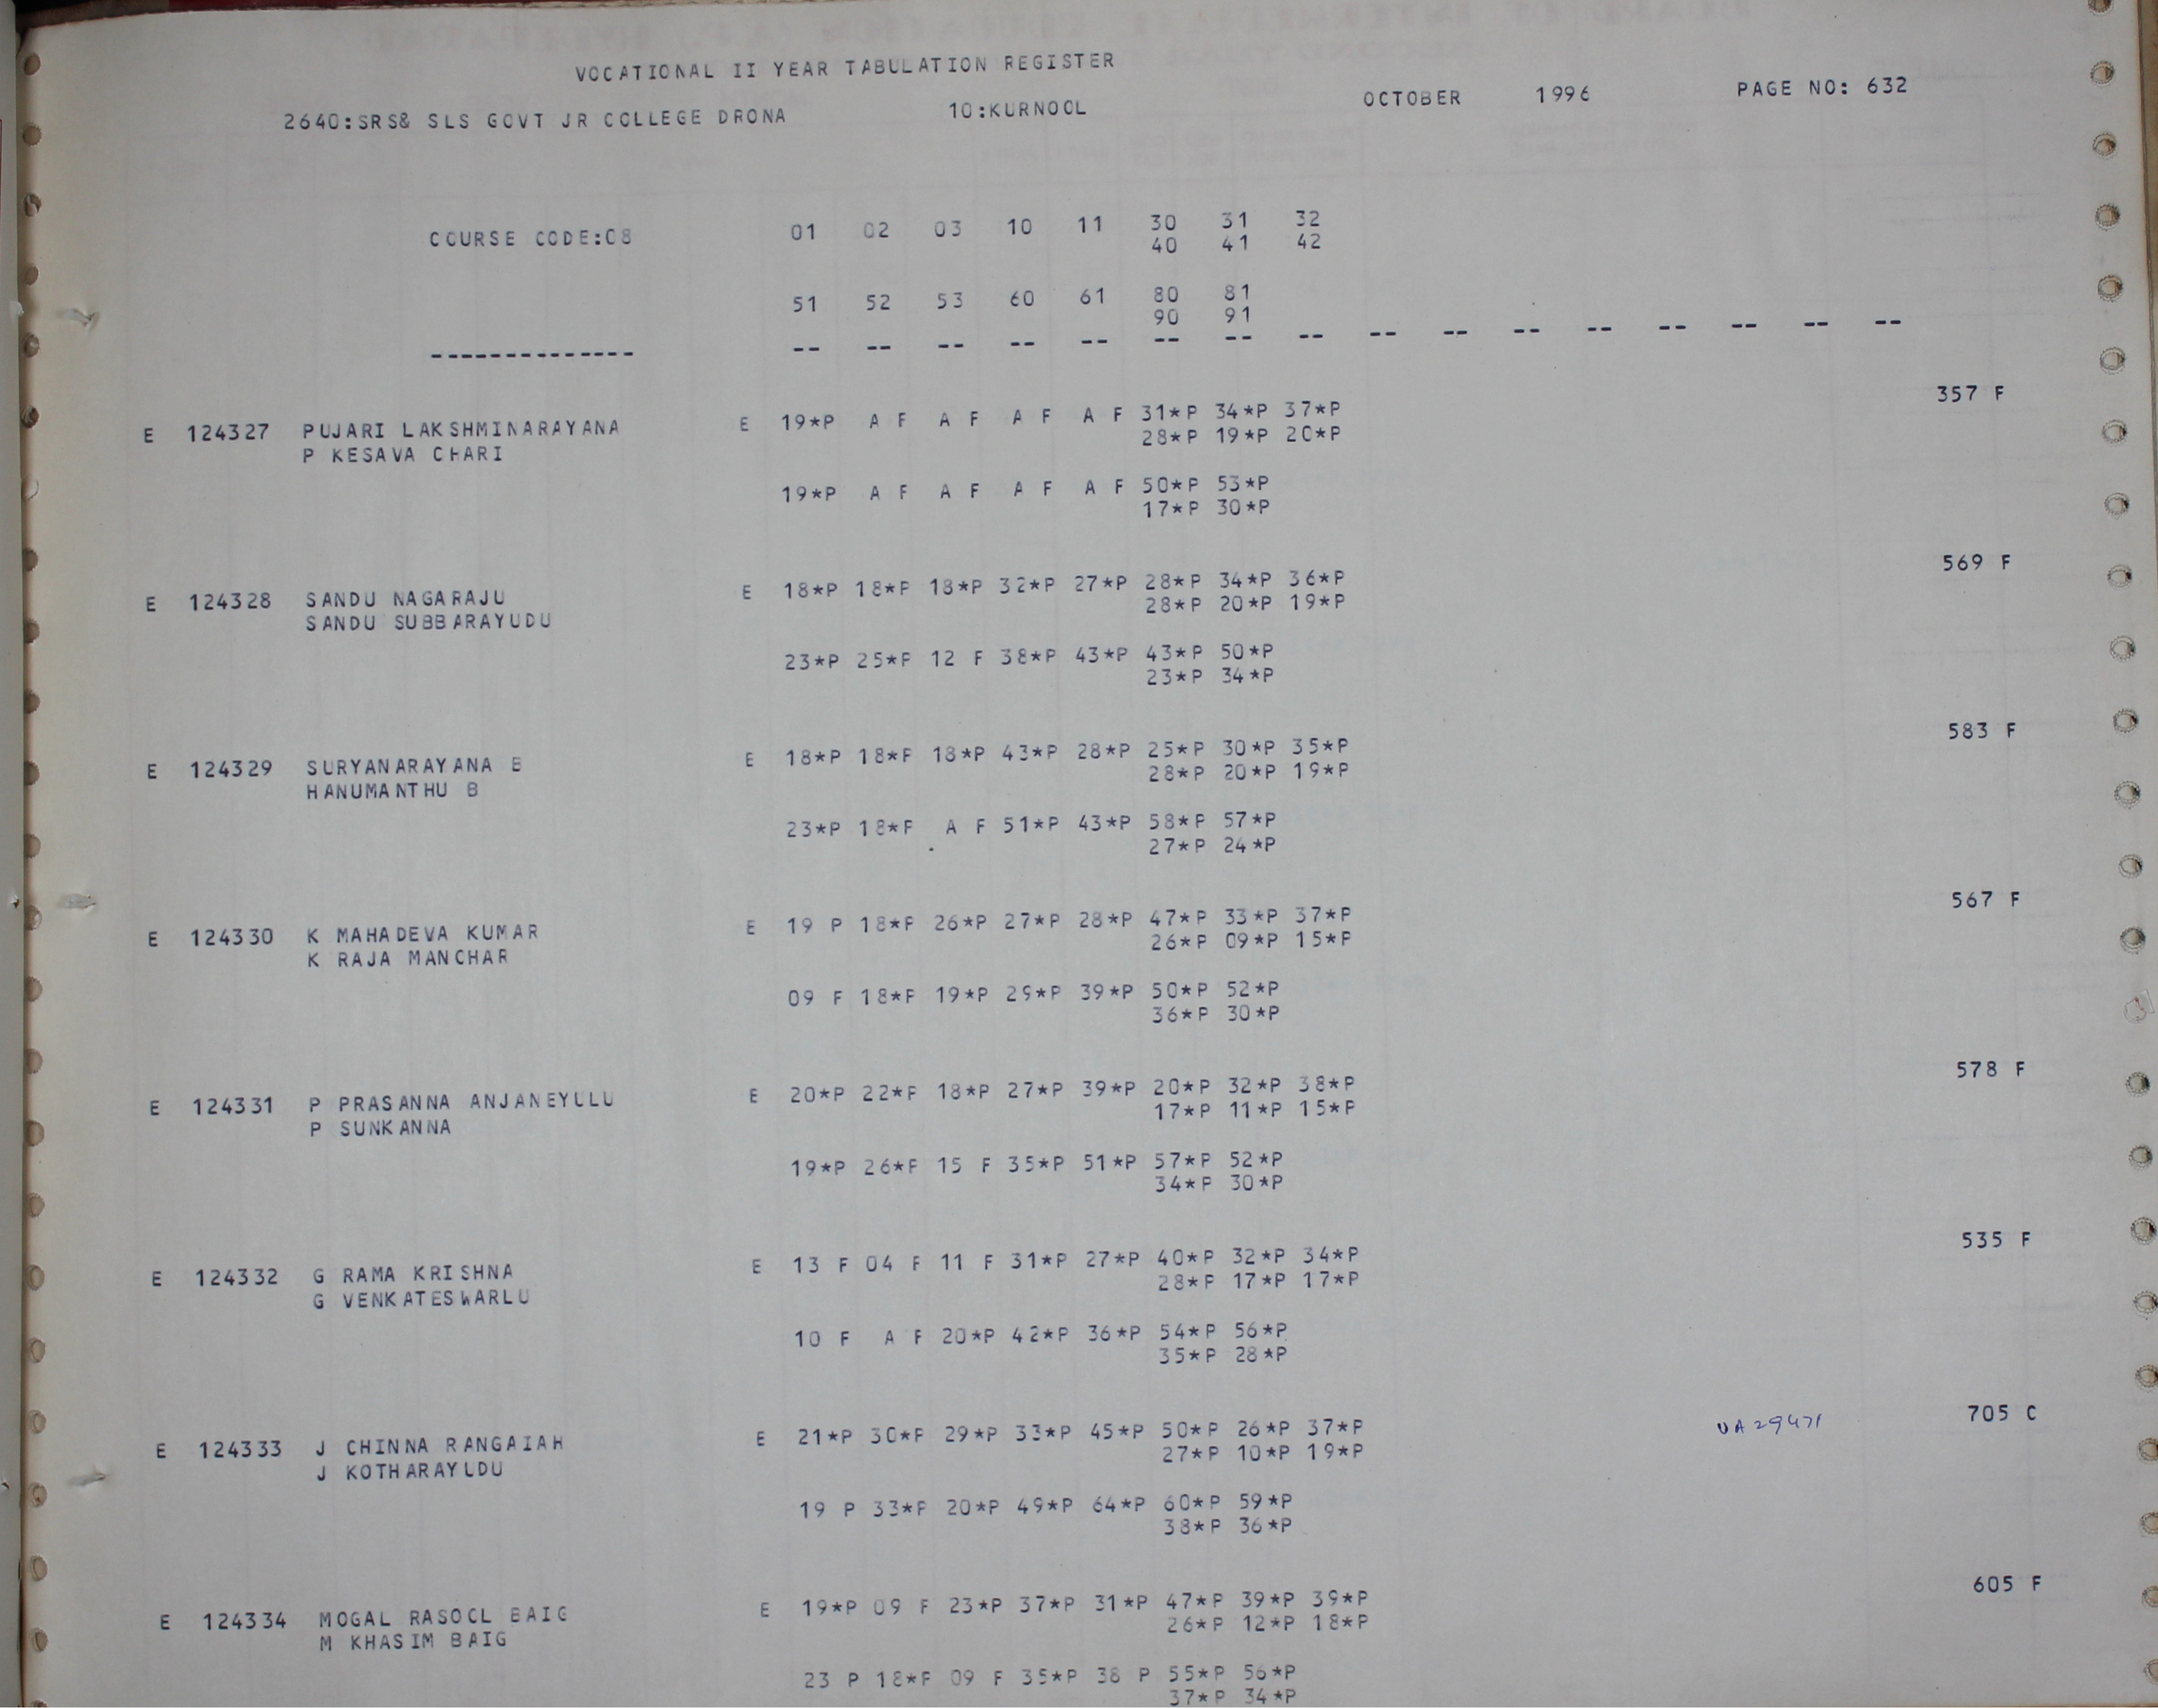 VOCATIONAL II YEAR TABULATION REGISTER
2640:SRS& SLS GOVT JR COLLEGE DRONA 10:KURNOOL OCTOBER 1996 PAGE NO: 632
COURSE CODE:08 01 02 03 10 11 30 31 32
40 41 42
51 52 53 60 61 80 81
90 91
-------------- -- -- -- -- -- -- -- -- -- -- -- -- -- -- -- --
357 F
E 124327 PUJARI LAKSHMINARAYANA E 19*P A F A F A F A F 31*P 34*P 37*P
P KESAVA CHARI 28*P 19*P 20*P
19*P A F A F A F A F 50*P 53*P
17*P 30*P
569 F
E 124328 SANDU NAGARAJU E 18*P 18*P 18*P 32*P 27*P 28*P 34*P 36*P
SANDU SUBBARAYUDU 28*P 20*P 19*P
23*P 25*P 12 F 38*P 43*P 43*P 50*P
23*P 34*P
583 F
E 124329 SURYANARAYANA B E 18*P 18*P 18*P 43*P 28*P 25*P 30*P 35*P
HANUMANTHU B 28*P 20*P 19*P
23*P 18*P A F 51*P 43*P 58*P 57*P
27*P 24*P
567 F
E 124330 K MAHADEVA KUMAR E 19 P 18*P 26*P 27*P 28*P 47*P 33*P 37*P
K RAJA MANOHAR 26*P 09*P 15*P
09 F 18*P 19*P 29*P 39*P 50*P 52*P
36*P 30*P
578 F
E 124331 P PRASANNA ANJANEYULU E 20*P 22*P 18*P 27*P 39*P 20*P 32*P 38*P
P SUNKANNA 17*P 11*P 15*P
19*P 26*P 15 F 35*P 51*P 57*P 52*P
34*P 30*P
535 F
E 124332 G RAMA KRISHNA E 13 F 04 F 11 F 31*P 27*P 40*P 32*P 34*P
G VENKATESWARLU 28*P 17*P 17*P
10 F A F 20*P 42*P 36*P 54*P 56*P
35*P 28*P
705 C
E 124333 J CHINNA RANGAIAH E 21*P 30*P 29*P 33*P 45*P 50*P 26*P 37*P UA29471
J KOTHARAYUDU 27*P 10*P 19*P
19 P 33*P 20*P 49*P 64*P 60*P 59*P
38*P 36*P
605 F
E 124334 MOGAL RASOOL BAIG E 19*P 09 F 23*P 37*P 31*P 47*P 39*P 39*P
M KHASIM BAIG 26*P 12*P 18*P
23 P 18*P 09 F 35*P 38 P 55*P 56*P
37*P 34*P